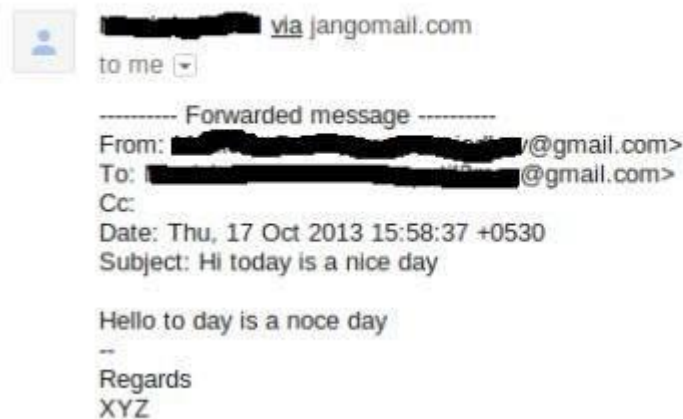 via jangomail.com
to me
---------- Forwarded message ----------
From: y@gmail.com>
To: @gmail.com>
Cc:
Date: Thu, 17 Oct 2013 15:58:37 +0530
Subject: Hi today is a nice day
Hello to day is a noce day
--
Regards
XYZ